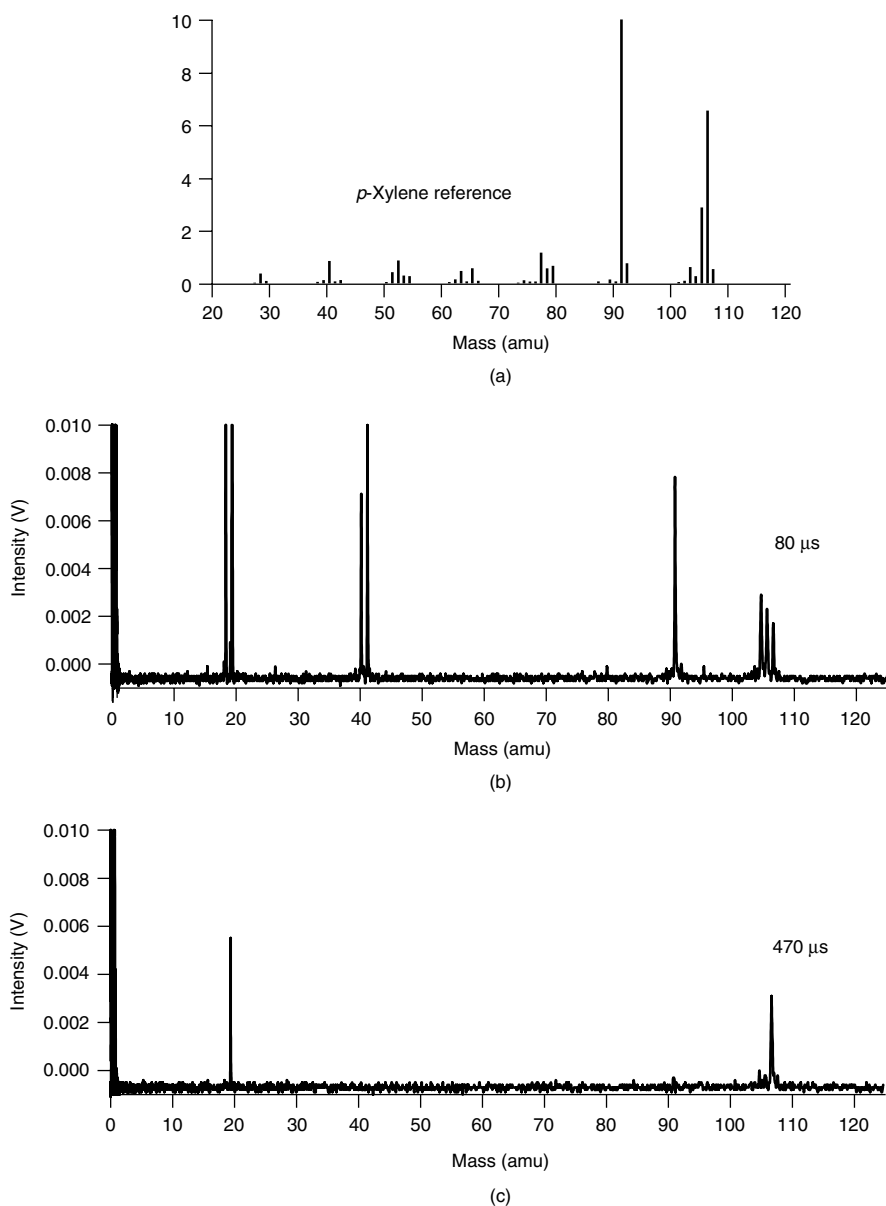 10
8
6
4
2
0
p-Xylene reference
20 30 40 50 60 70 80 90 100 110 120
Mass (amu)
(a)
0.010
0.008
0.006
0.004
0.002
0.000
Intensity (V)
80 μs
0 10 20 30 40 50 60 70 80 90 100 110 120
Mass (amu)
(b)
0.010
0.008
0.006
0.004
0.002
0.000
Intensity (V)
470 μs
0 10 20 30 40 50 60 70 80 90 100 110 120
Mass (amu)
(c)